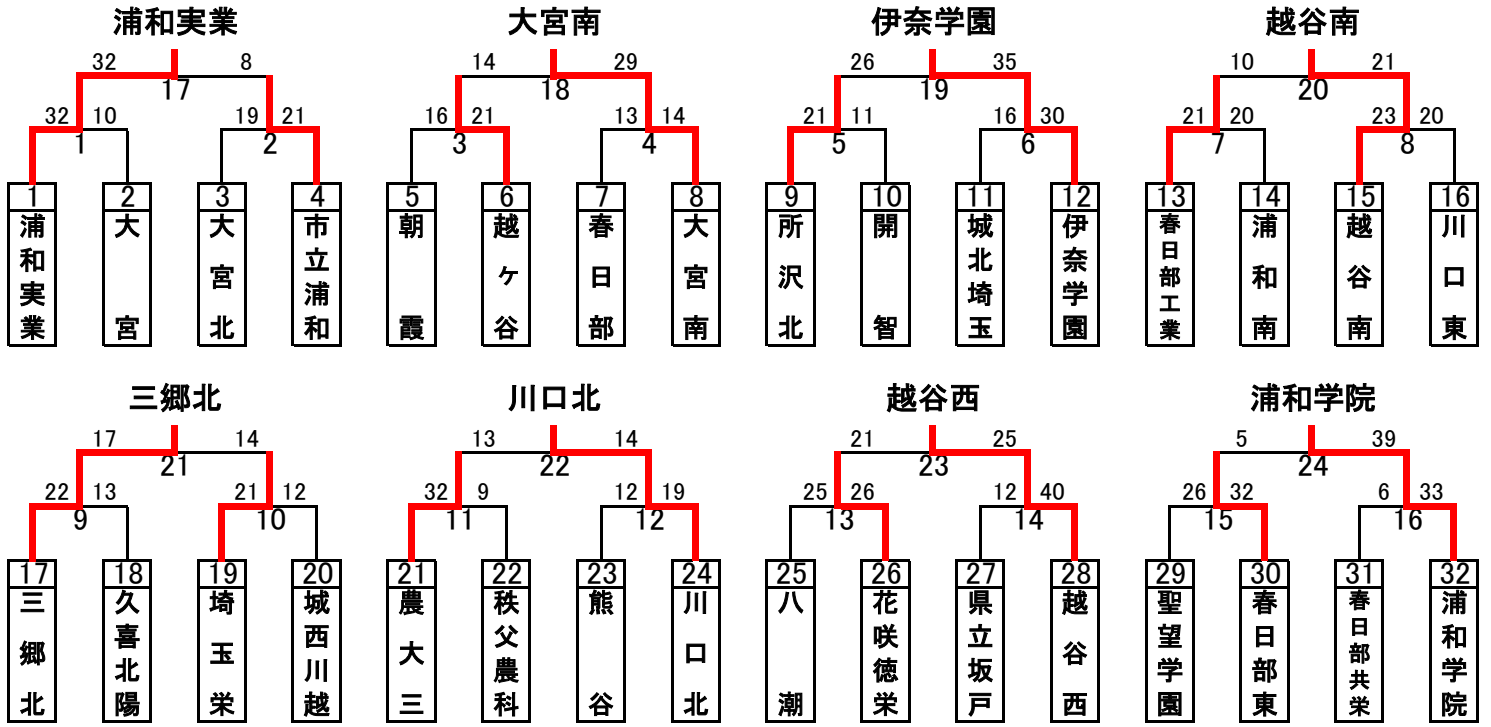 浦和実業 大宮南 伊奈学園 越谷南
32 8 14 29 26 35 10 21
17 18 19 20
32 10 19 21 16 21 13 14 21 11 16 30 21 20 23 20
1 2 3 4 5 6 7 8
1 2 3 4 5 6 7 8 9 10 11 12 13 14 15 16
浦和実業 大宮 大宮北 市立浦和 朝霞 越ケ谷 春日部 大宮南 所沢北 開智 城北埼玉 伊奈学園 春日部工業 浦和南 越谷南 川口東
三郷北 川口北 越谷西 浦和学院
17 14 13 14 21 25 5 39
21 22 23 24
22 13 21 12 32 9 12 19 25 26 12 40 26 32 6 33
9 10 11 12 13 14 15 16
17 18 19 20 21 22 23 24 25 26 27 28 29 30 31 32
三郷北 久喜北陽 埼玉栄 城西川越 農大三 秩父農科 熊谷 川口北 八潮 花咲徳栄 県立坂戸 越谷西 聖望学園 春日部東 春日部共栄 浦和学院